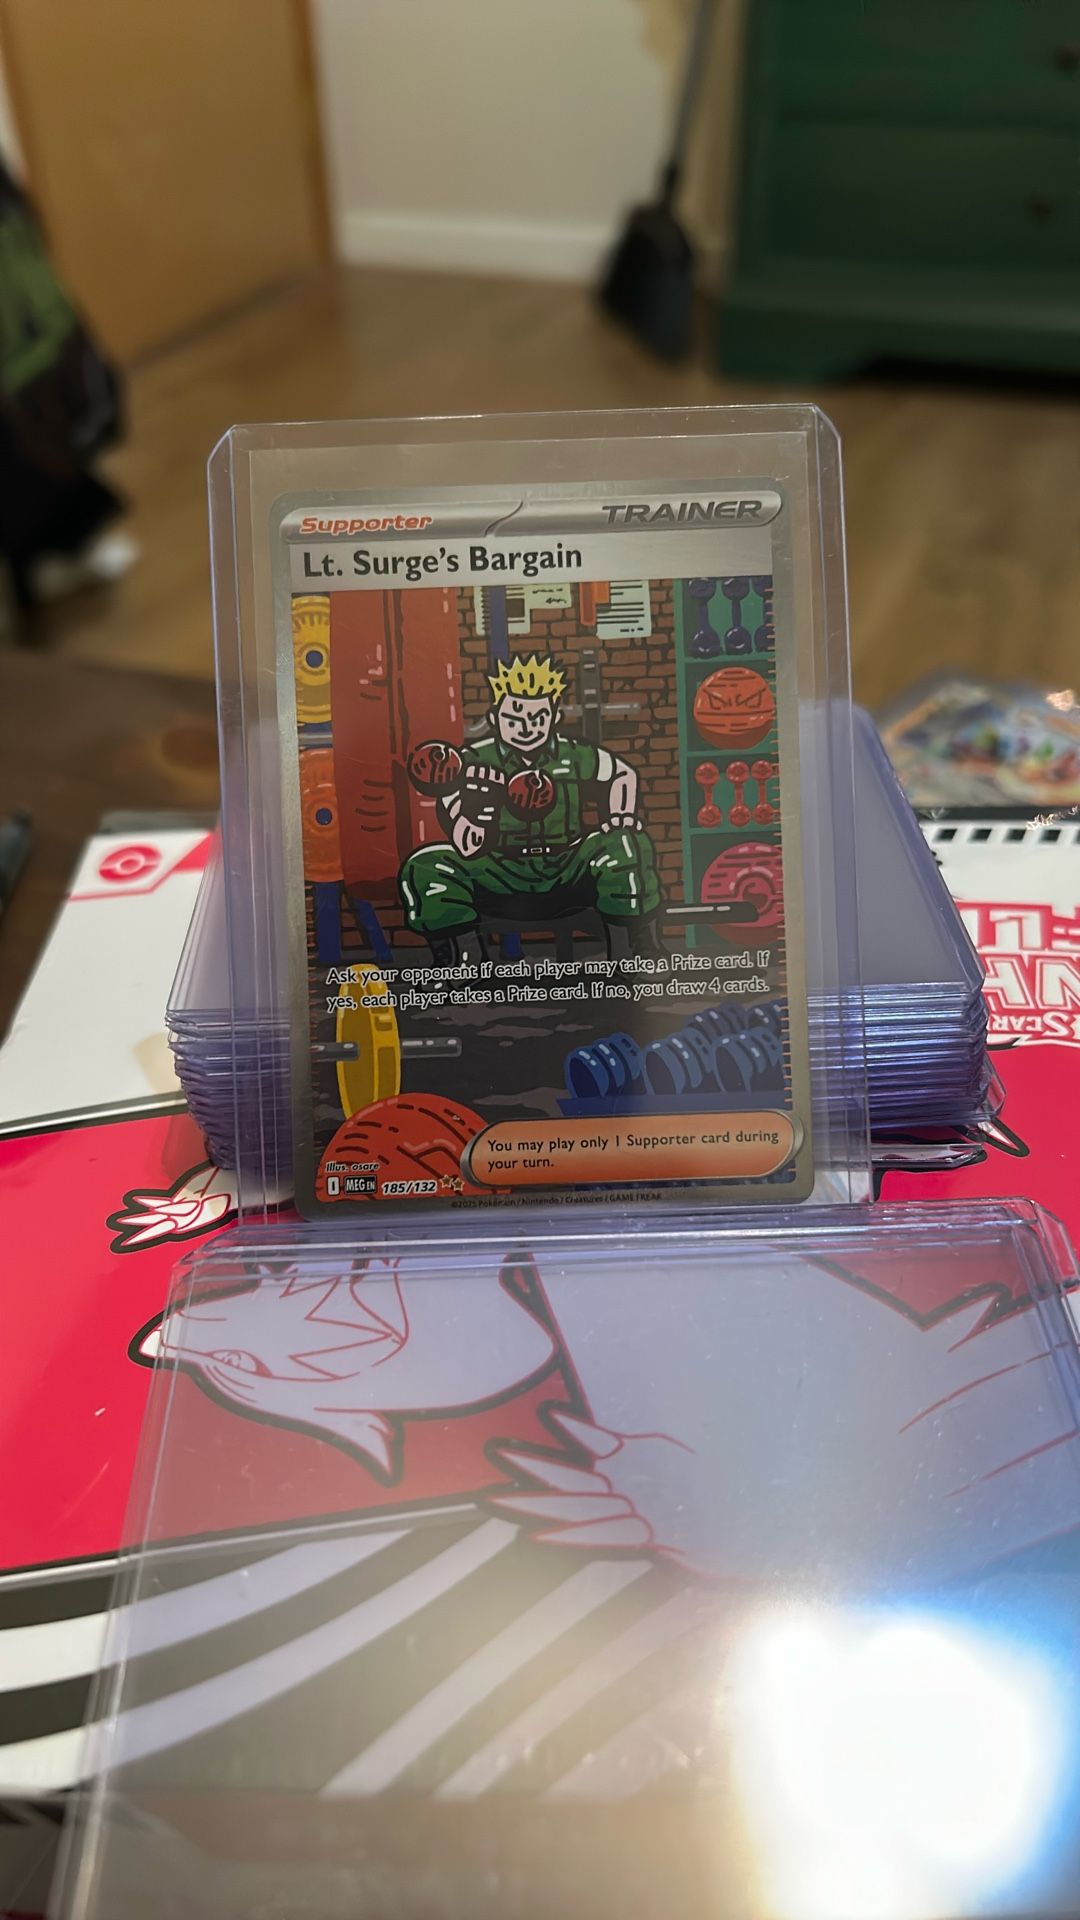 Supporter
TRAINER
Lt. Surge's Bargain
Ask your opponent if each player may take a Prize card. If
yes, each player takes a Prize card. If no, you draw 4 cards.
You may play only 1 Supporter card during
your turn.
Illus. osare
I MEG EN 185/132
©2025 Pokémon / Nintendo / Creatures / GAME FREAK